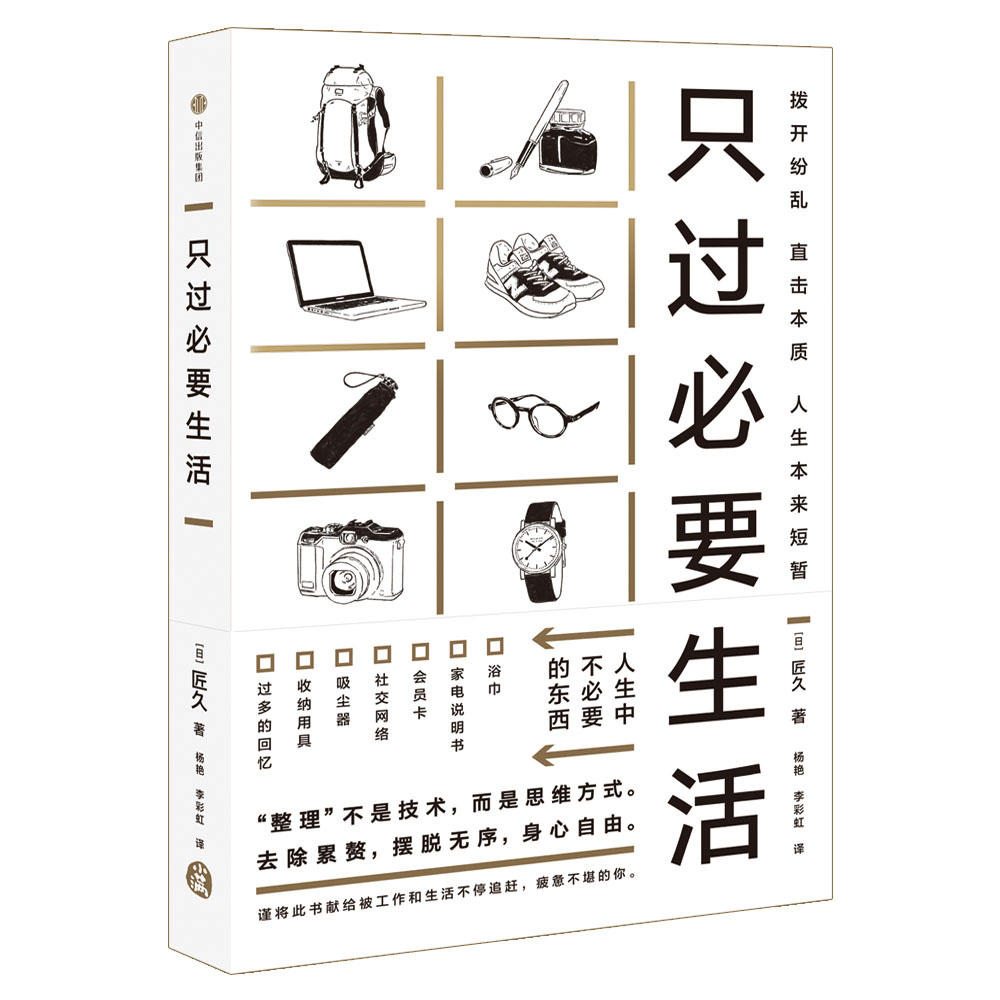 中信出版集团
只过必要生活
[日] 匠久 著
杨艳 李彩虹 译
小满
只过必要生活
拨开纷乱 直击本质 人生本来短暂
[日] 匠久 著
杨艳 李彩虹 译
人生中
不必要
的东西
浴巾
家电说明书
会员卡
社交网络
吸尘器
收纳用具
过多的回忆
“整理”不是技术，而是思维方式。
去除累赘，摆脱无序，身心自由。
谨将此书献给被工作和生活不停追赶，疲惫不堪的你。